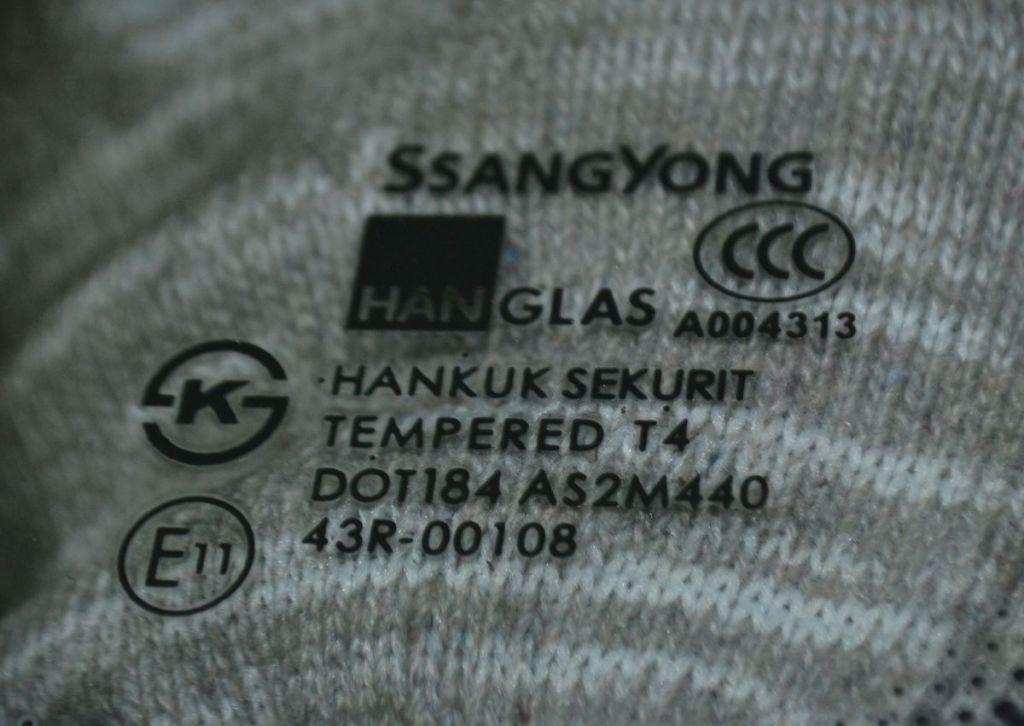 SSANGYONG
HANGLAS
CCC
A004313
K
HANKUK SEKURIT
TEMPERED T4
DOT184 AS2M440
E11
43R-00108